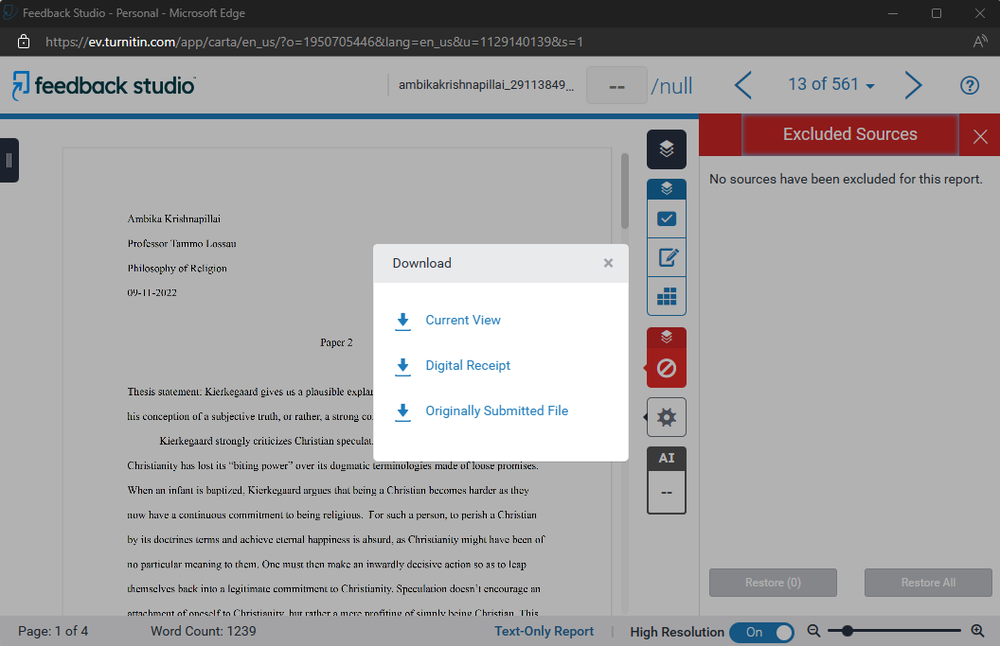 Feedback Studio - Personal - Microsoft Edge
https://ev.turnitin.com/app/carta/en_us/?o=1950705446&lang=en_us&u=1129140139&s=1
feedback studio
ambikakrishnapillai_29113849...
-- /null
13 of 561
Excluded Sources
No sources have been excluded for this report.
Ambika Krishnapillai
Professor Tammo Lossau
Philosophy of Religion
09-11-2022
Paper 2
Thesis statement: Kierkegaard gives us a plausible
his conception of a subjective truth, or rather, a strong
Kierkegaard strongly criticizes Christian
Christianity has lost its “biting power” over its dogmatic terminologies made of loose promises.
When an infant is baptized, Kierkegaard argues that being a Christian becomes harder as they
now have a continuous commitment to being religious. For such a person, to perish a Christian
by its doctrines terms and achieve eternal happiness is absurd, as Christianity might have been of
no particular meaning to them. One must then make an inwardly decisive action so as to leap
themselves back into a legitimate commitment to Christianity. Speculation doesn’t encourage an
attachment of oneself to Christianity, but rather a mere profiting of simply being Christian. This
Download
Current View
Digital Receipt
Originally Submitted File
AI
--
Restore (0)
Restore All
Page: 1 of 4
Word Count: 1239
Text-Only Report
High Resolution
On